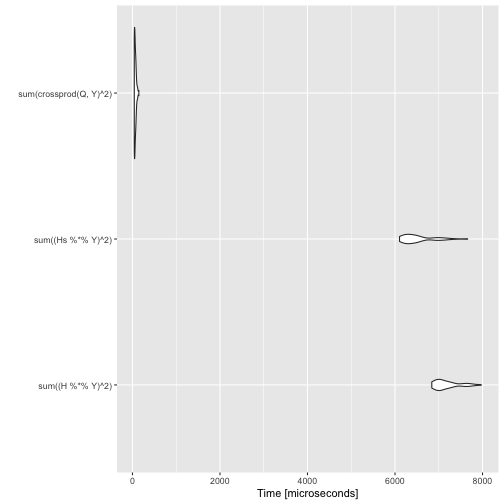 sum(crossprod(Q, Y)^2)
sum((Hs %*% Y)^2)
sum((H %*% Y)^2)
0 2000 4000 6000 8000
Time [microseconds]